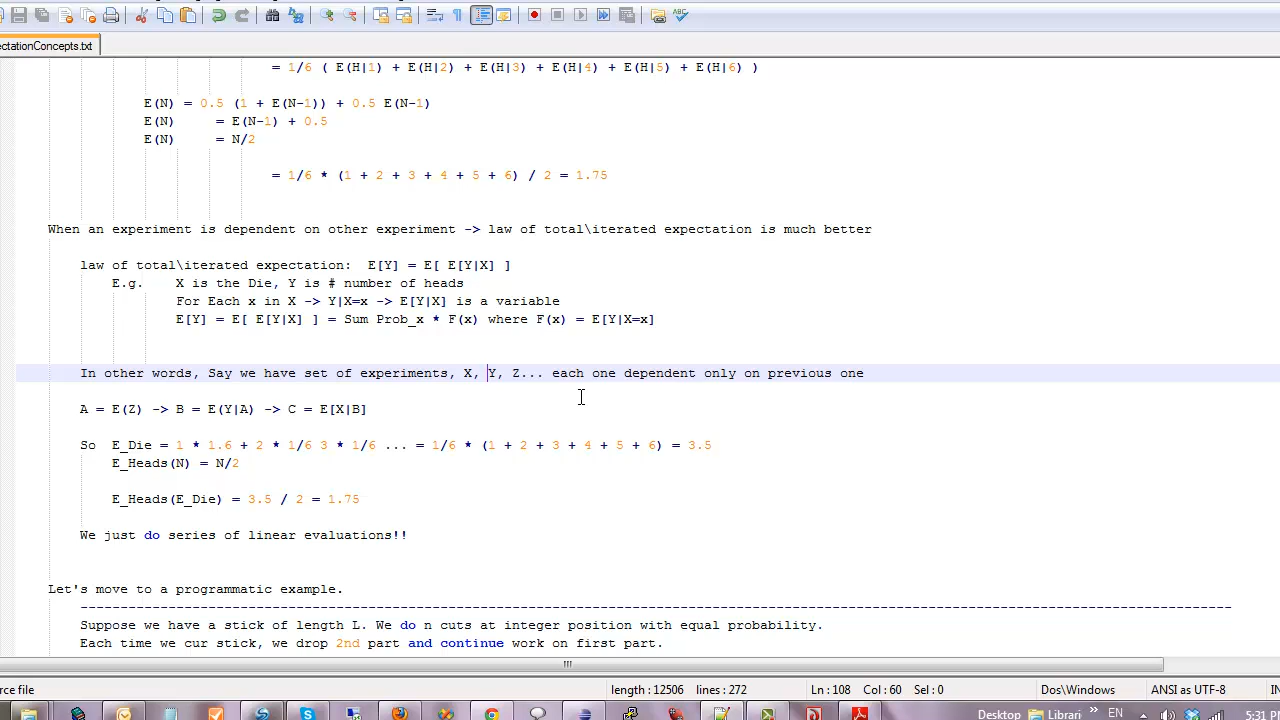 ectationConcepts.txt
= 1/6 ( E(H|1) + E(H|2) + E(H|3) + E(H|4) + E(H|5) + E(H|6) )
E(N) = 0.5 (1 + E(N-1)) + 0.5 E(N-1)
E(N) = E(N-1) + 0.5
E(N) = N/2
= 1/6 * (1 + 2 + 3 + 4 + 5 + 6) / 2 = 1.75
When an experiment is dependent on other experiment -> law of total\iterated expectation is much better
law of total\iterated expectation: E[Y] = E[ E[Y|X] ]
E.g. X is the Die, Y is # number of heads
For Each x in X -> Y|X=x -> E[Y|X] is a variable
E[Y] = E[ E[Y|X] ] = Sum Prob_x * F(x) where F(x) = E[Y|X=x]
In other words, Say we have set of experiments, X, Y, Z... each one dependent only on previous one
A = E(Z) -> B = E(Y|A) -> C = E[X|B]
So E_Die = 1 * 1.6 + 2 * 1/6 3 * 1/6 ... = 1/6 * (1 + 2 + 3 + 4 + 5 + 6) = 3.5
E_Heads(N) = N/2
E_Heads(E_Die) = 3.5 / 2 = 1.75
We just do series of linear evaluations!!
Let's move to a programmatic example.
Suppose we have a stick of length L. We do n cuts at integer position with equal probability.
Each time we cur stick, we drop 2nd part and continue work on first part.
rce file length : 12506 lines : 272 Ln : 108 Col : 60 Sel : 0 Dos\Windows ANSI as UTF-8 IN
Desktop Librari » EN 5:31 P